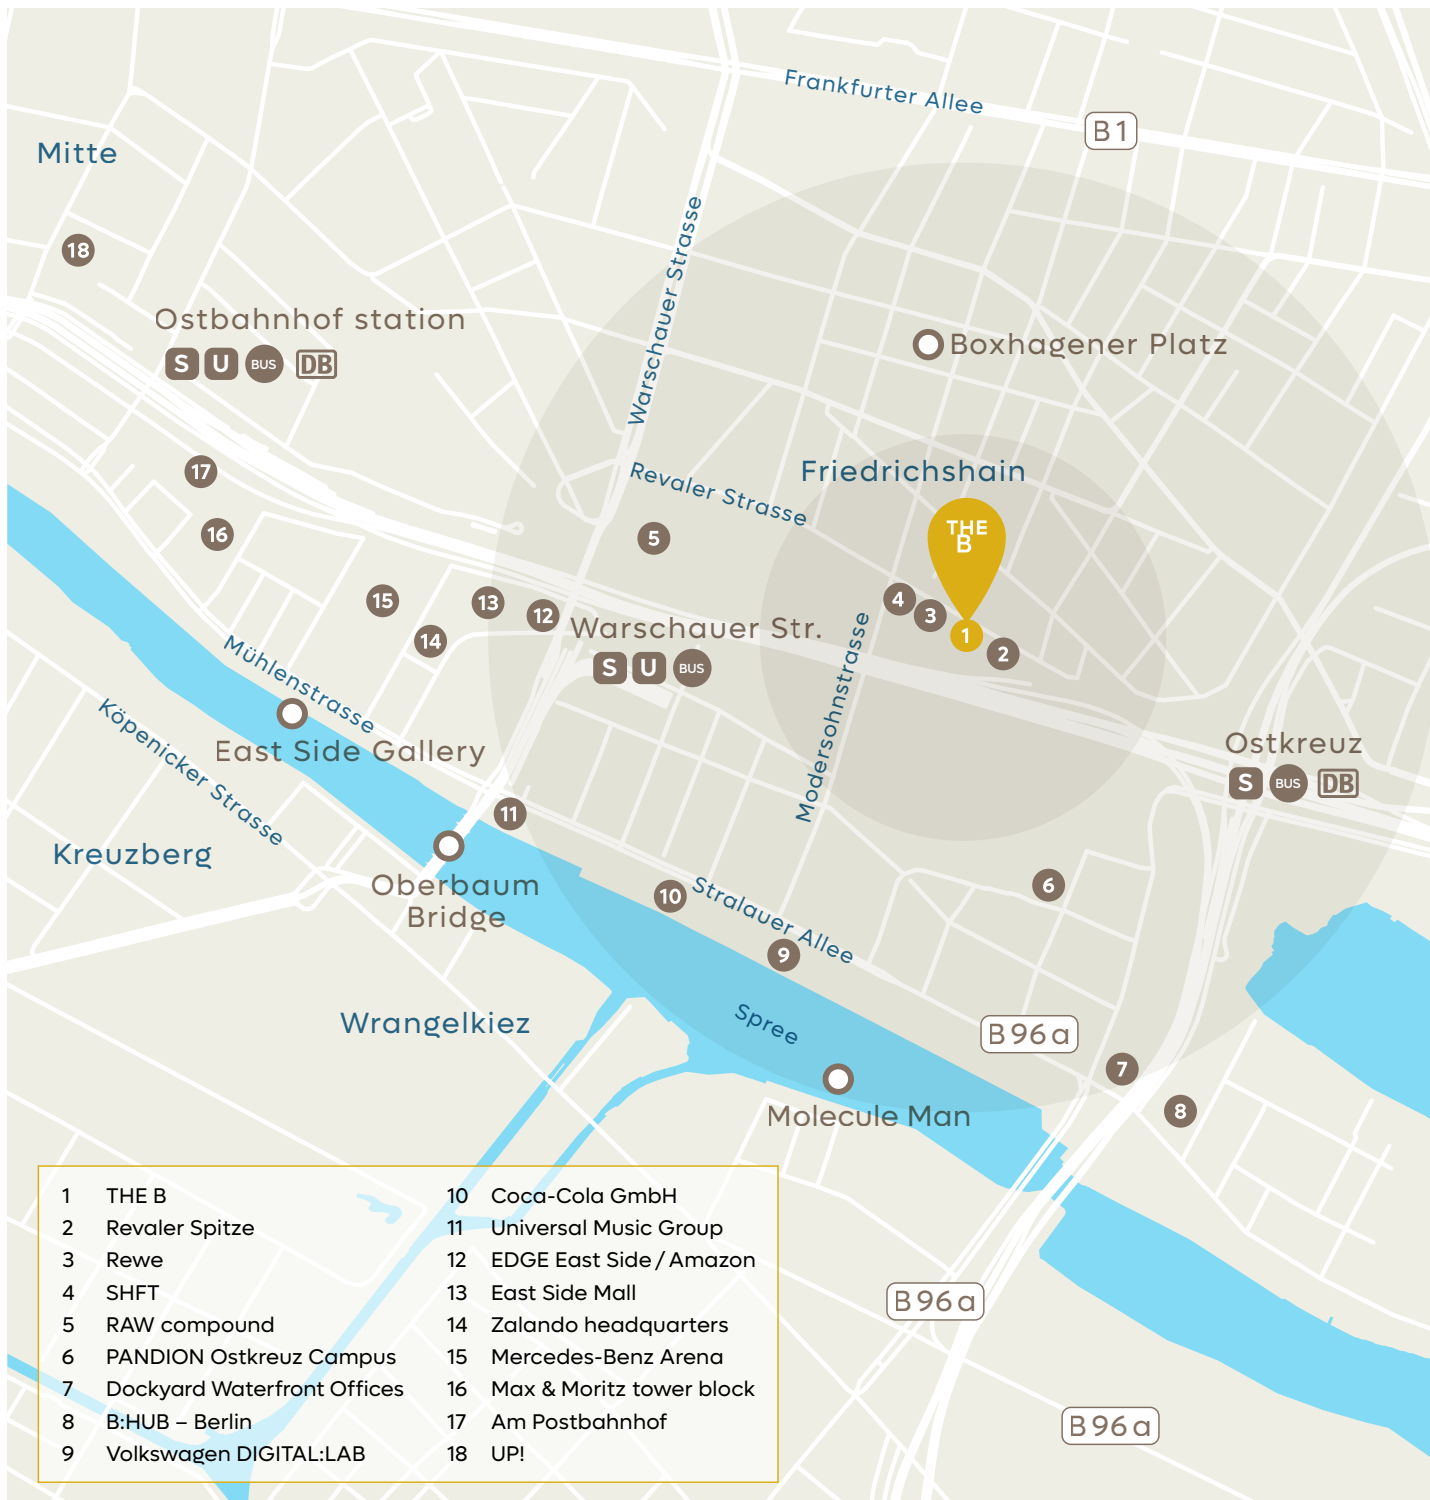 Frankfurter Allee
B1
Mitte
18
Warschauer Strasse
Ostbahnhof station
S U BUS DB
Boxhagener Platz
17
Revaler Strasse
Friedrichshain
16
5
THE
B
15
13
12
4
3
1
2
14
Warschauer Str.
S U BUS
Mühlenstrasse
Modersohnstrasse
Köpenicker Strasse
East Side Gallery
Ostkreuz
S BUS DB
11
Kreuzberg
Oberbaum
Bridge
10
Stralauer Allee
6
9
Wrangelkiez
Spree
B96a
7
8
Molecule Man
1 THE B
2 Revaler Spitze
3 Rewe
4 SHFT
5 RAW compound
6 PANDION Ostkreuz Campus
7 Dockyard Waterfront Offices
8 B:HUB – Berlin
9 Volkswagen DIGITAL:LAB
10 Coca-Cola GmbH
11 Universal Music Group
12 EDGE East Side / Amazon
13 East Side Mall
14 Zalando headquarters
15 Mercedes-Benz Arena
16 Max & Moritz tower block
17 Am Postbahnhof
18 UP!
B96a
B96a